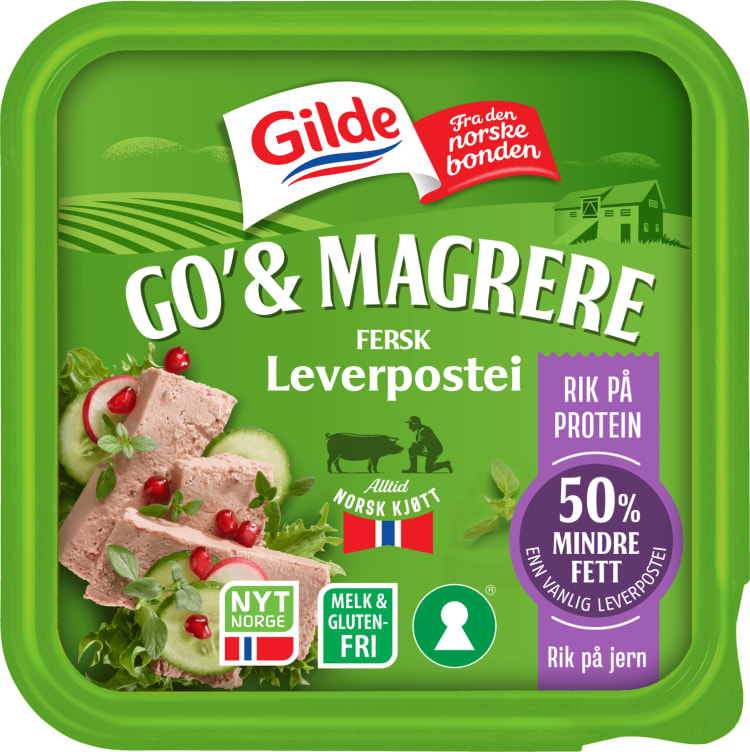 Gilde
Fra den
norske
bonden
GO'& MAGRERE
FERSK
Leverpostei
RIK PÅ
PROTEIN
50%
MINDRE
FETT
ENN VANLIG LEVERPOSTEI
Rik på jern
Alltid
NORSK KJØTT
NYT
NORGE
MELK &
GLUTEN-
FRI
®